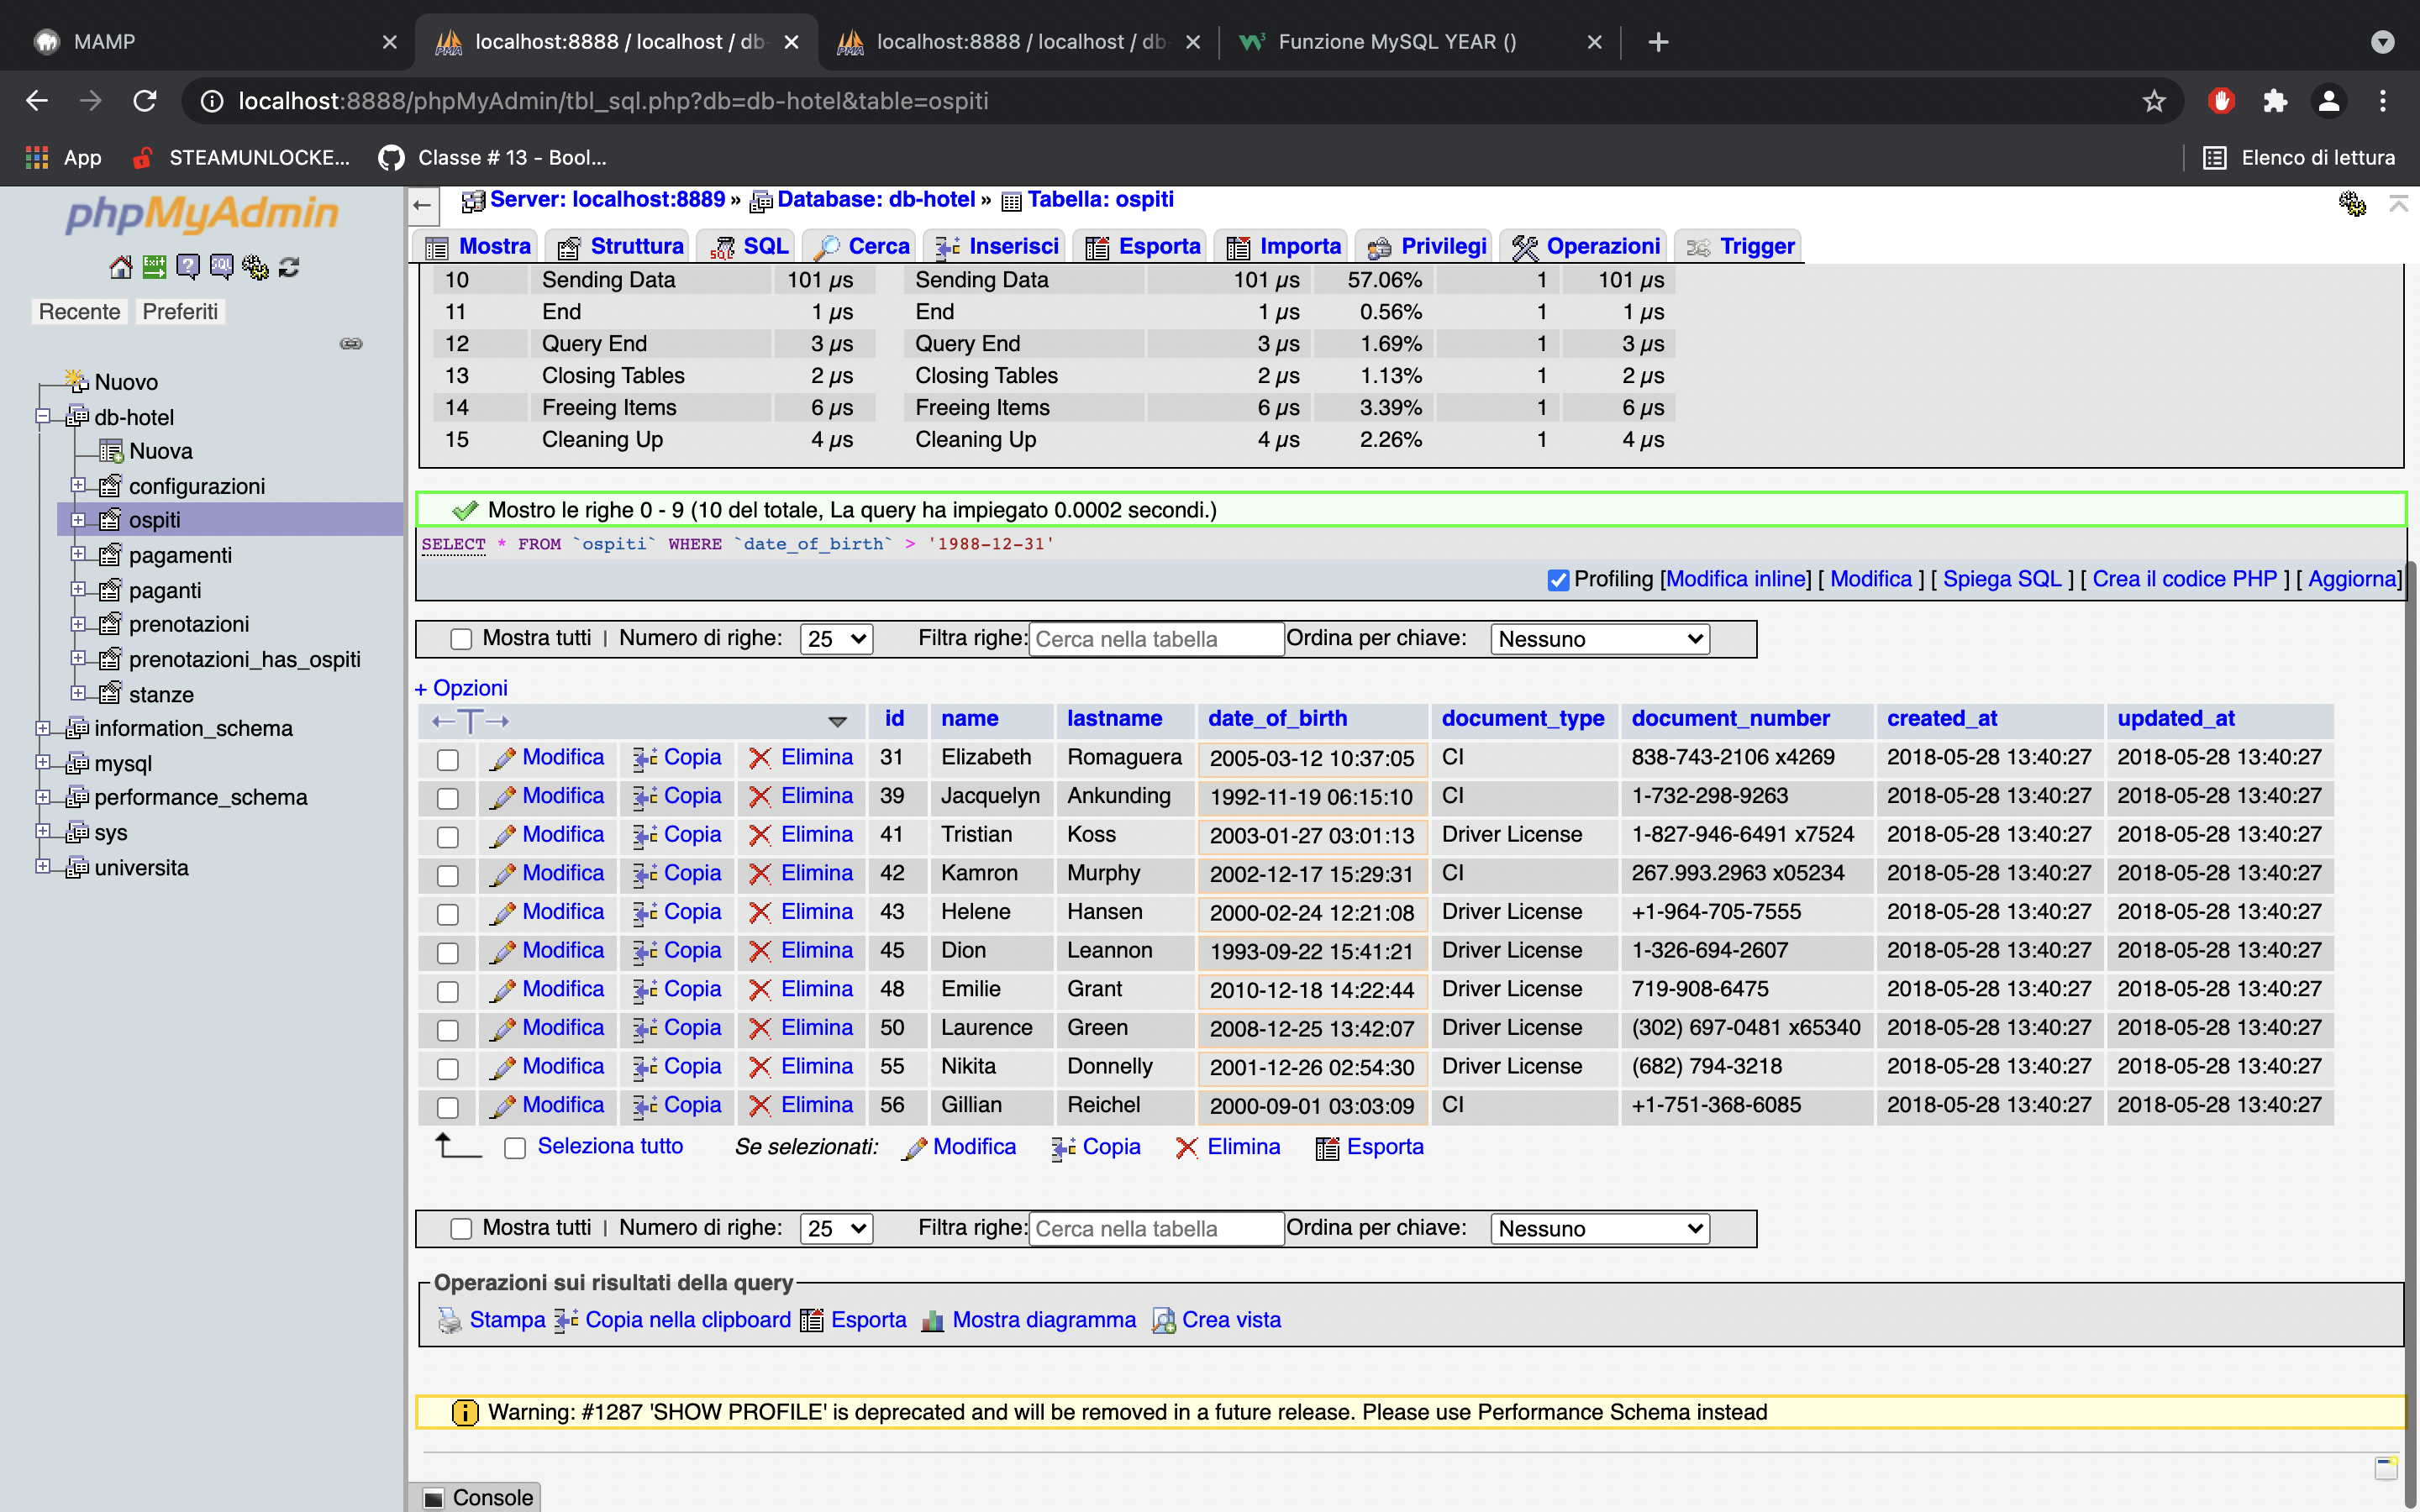 MAMP
localhost:8888 / localhost / db-
localhost:8888 / localhost / db-
Funzione MySQL YEAR ()
localhost:8888/phpMyAdmin/tbl_sql.php?db=db-hotel&table=ospiti
App
STEAMUNLOCKE...
Classe # 13 - Bool...
Elenco di lettura
phpMyAdmin
Recente Preferiti
Nuovo
db-hotel
Nuova
configurazioni
ospiti
pagamenti
paganti
prenotazioni
prenotazioni_has_ospiti
stanze
information_schema
mysql
performance_schema
sys
universita
Server: localhost:8889 » Database: db-hotel » Tabella: ospiti
Mostra Struttura SQL Cerca Inserisci Esporta Importa Privilegi Operazioni Trigger
10 Sending Data 101 µs Sending Data 101 µs 57.06% 1 101 µs
11 End 1 µs End 1 µs 0.56% 1 1 µs
12 Query End 3 µs Query End 3 µs 1.69% 1 3 µs
13 Closing Tables 2 µs Closing Tables 2 µs 1.13% 1 2 µs
14 Freeing Items 6 µs Freeing Items 6 µs 3.39% 1 6 µs
15 Cleaning Up 4 µs Cleaning Up 4 µs 2.26% 1 4 µs
Mostro le righe 0 - 9 (10 del totale, La query ha impiegato 0.0002 secondi.)
SELECT * FROM `ospiti` WHERE `date_of_birth` > '1988-12-31'
Profiling [Modifica inline] [ Modifica ] [ Spiega SQL ] [ Crea il codice PHP ] [ Aggiorna]
Mostra tutti | Numero di righe: 25 Filtra righe: Cerca nella tabella Ordina per chiave: Nessuno
+ Opzioni
←T→ id name lastname date_of_birth document_type document_number created_at updated_at
Modifica Copia Elimina 31 Elizabeth Romaguera 2005-03-12 10:37:05 CI 838-743-2106 x4269 2018-05-28 13:40:27 2018-05-28 13:40:27
Modifica Copia Elimina 39 Jacquelyn Ankunding 1992-11-19 06:15:10 CI 1-732-298-9263 2018-05-28 13:40:27 2018-05-28 13:40:27
Modifica Copia Elimina 41 Tristian Koss 2003-01-27 03:01:13 Driver License 1-827-946-6491 x7524 2018-05-28 13:40:27 2018-05-28 13:40:27
Modifica Copia Elimina 42 Kamron Murphy 2002-12-17 15:29:31 CI 267.993.2963 x05234 2018-05-28 13:40:27 2018-05-28 13:40:27
Modifica Copia Elimina 43 Helene Hansen 2000-02-24 12:21:08 Driver License +1-964-705-7555 2018-05-28 13:40:27 2018-05-28 13:40:27
Modifica Copia Elimina 45 Dion Leannon 1993-09-22 15:41:21 Driver License 1-326-694-2607 2018-05-28 13:40:27 2018-05-28 13:40:27
Modifica Copia Elimina 48 Emilie Grant 2010-12-18 14:22:44 Driver License 719-908-6475 2018-05-28 13:40:27 2018-05-28 13:40:27
Modifica Copia Elimina 50 Laurence Green 2008-12-25 13:42:07 Driver License (302) 697-0481 x65340 2018-05-28 13:40:27 2018-05-28 13:40:27
Modifica Copia Elimina 55 Nikita Donnelly 2001-12-26 02:54:30 Driver License (682) 794-3218 2018-05-28 13:40:27 2018-05-28 13:40:27
Modifica Copia Elimina 56 Gillian Reichel 2000-09-01 03:03:09 CI +1-751-368-6085 2018-05-28 13:40:27 2018-05-28 13:40:27
Seleziona tutto Se selezionati: Modifica Copia Elimina Esporta
Mostra tutti | Numero di righe: 25 Filtra righe: Cerca nella tabella Ordina per chiave: Nessuno
Operazioni sui risultati della query
Stampa Copia nella clipboard Esporta Mostra diagramma Crea vista
Warning: #1287 'SHOW PROFILE' is deprecated and will be removed in a future release. Please use Performance Schema instead
Console